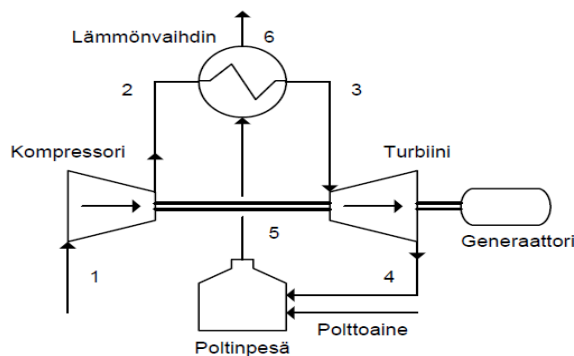 Lämmönvaihdin
6
2
3
Kompressori
Turbiini
5
Generaattori
1
4
Polttoaine
Poltinpesä